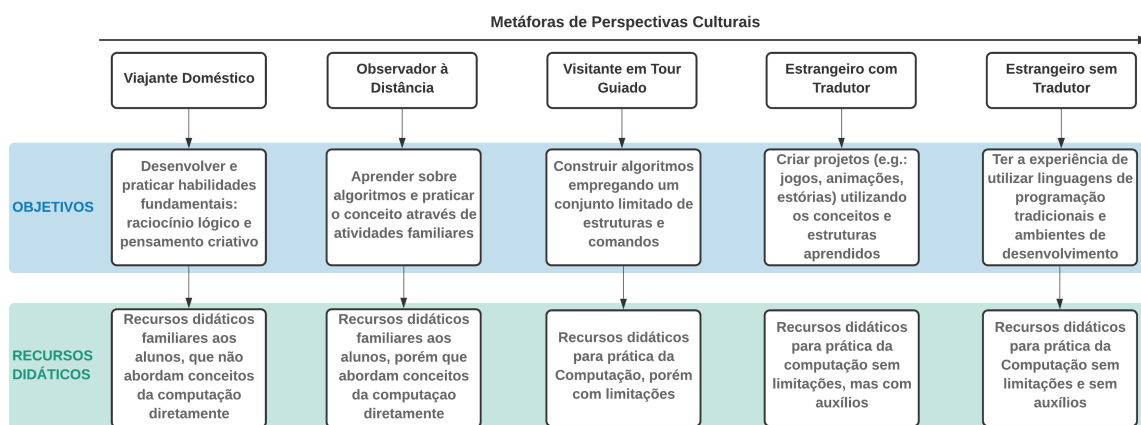 Metáforas de Perspectivas Culturais
Viajante Doméstico
Observador à
Distância
Visitante em Tour
Guiado
Estrangeiro com
Tradutor
Estrangeiro sem
Tradutor
OBJETIVOS
Desenvolver e
praticar habilidades
fundamentais:
raciocínio lógico e
pensamento criativo
Aprender sobre
algoritmos e praticar
o conceito através de
atividades familiares
Construir algoritmos
empregando um
conjunto limitado de
estruturas e
comandos
Criar projetos (e.g.:
jogos, animações,
estórias) utilizando
os conceitos e
estruturas
aprendidos
Ter a experiência de
utilizar linguagens de
programação
tradicionais e
ambientes de
desenvolvimento
RECURSOS
DIDÁTICOS
Recursos didáticos
familiares aos
alunos, que não
abordam conceitos
da computação
diretamente
Recursos didáticos
familiares aos
alunos, porém que
abordam conceitos
da computaçao
diretamente
Recursos didáticos
para prática da
Computação, porém
com limitações
Recursos didáticos
para prática da
computação sem
limitações, mas com
auxílios
Recursos didáticos
para prática da
Computação sem
limitações e sem
auxílios